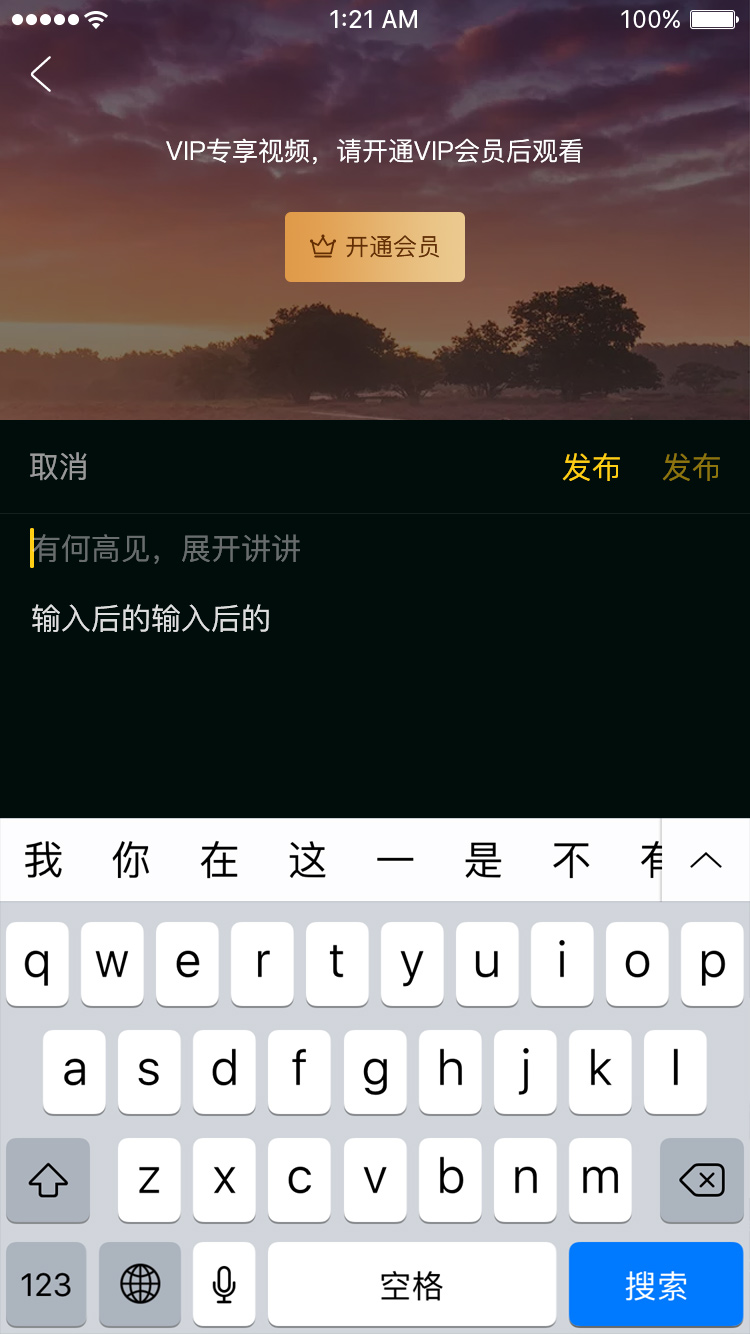 1:21 AM 100%
VIP专享视频，请开通VIP会员后观看
开通会员
取消 发布 发布
有何高见，展开讲讲
输入后的输入后的
我 你 在 这 一 是 不 有
q w e r t y u i o p
a s d f g h j k l
z x c v b n m
123 空格 搜索